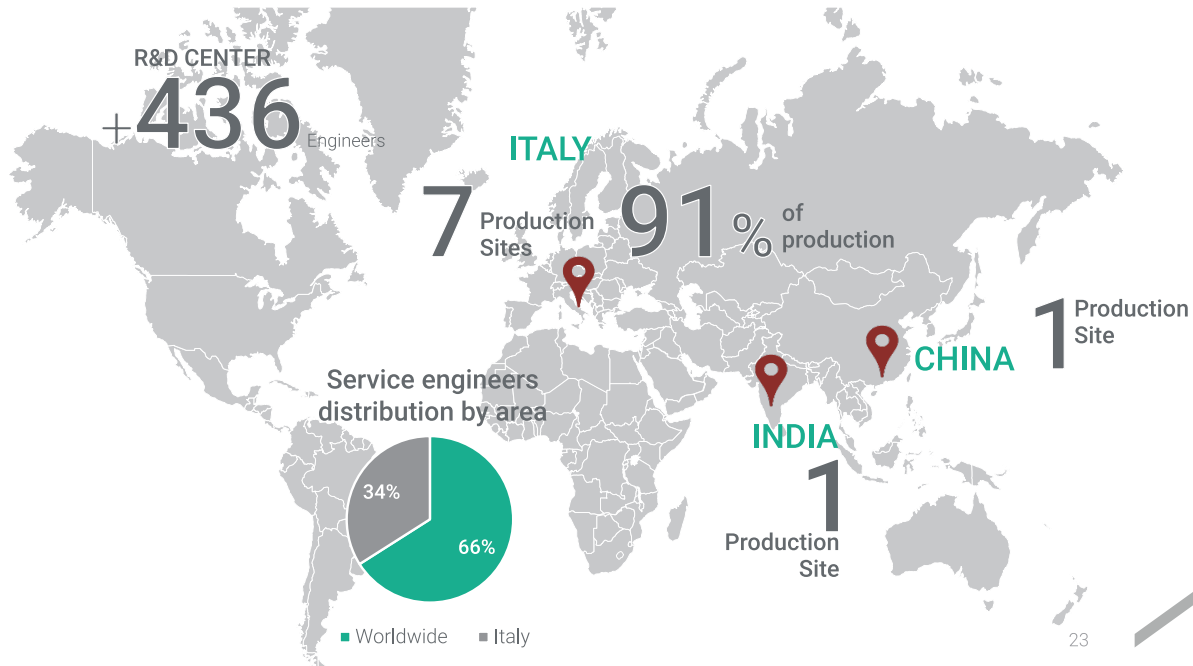 R&D CENTER
+436 Engineers
ITALY
7 Production
Sites
91% of
production
1 Production
Site
CHINA
INDIA
1
Production
Site
Service engineers
distribution by area
34%
66%
Worldwide Italy
23